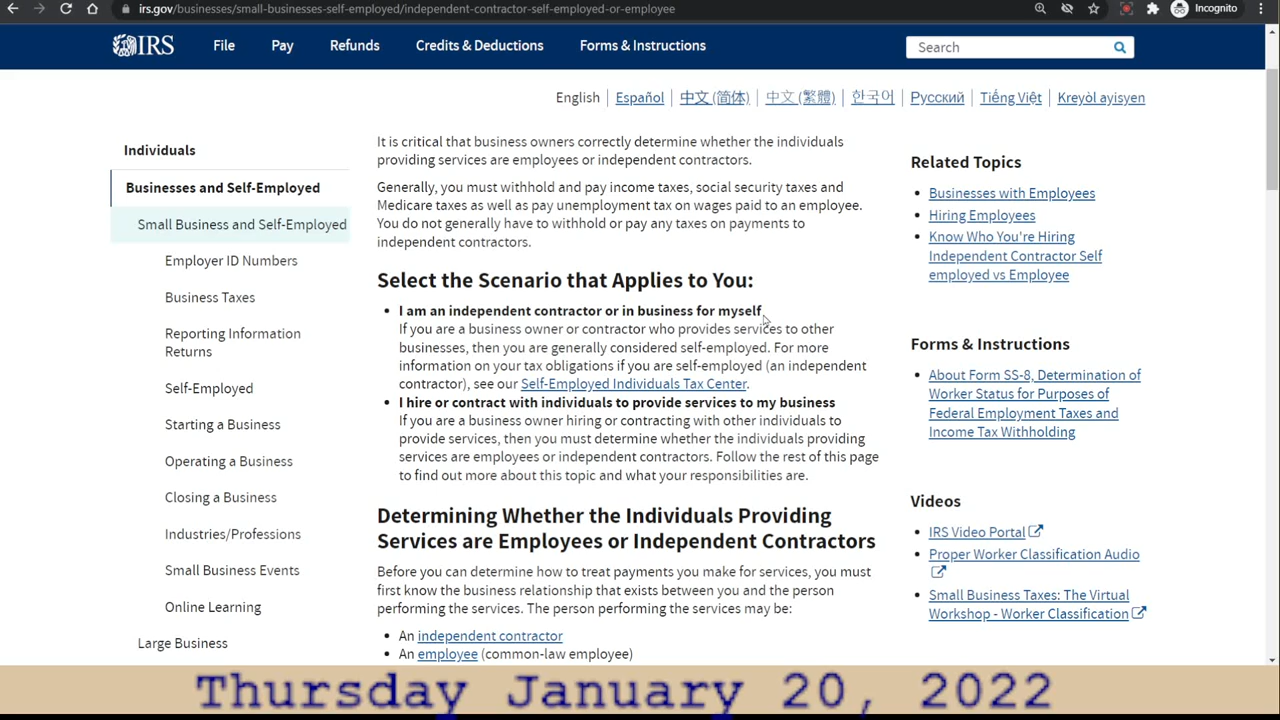 irs.gov/businesses/small-businesses-self-employed/independent-contractor-self-employed-or-employee
Incognito
IRS
File
Pay
Refunds
Credits & Deductions
Forms & Instructions
Search
English | Español | 中文 (简体) | 中文 (繁體) | 한국어 | Русский | Tiếng Việt | Kreyòl ayisyen
Individuals
Businesses and Self-Employed
Small Business and Self-Employed
Employer ID Numbers
Business Taxes
Reporting Information
Returns
Self-Employed
Starting a Business
Operating a Business
Closing a Business
Industries/Professions
Small Business Events
Online Learning
Large Business
It is critical that business owners correctly determine whether the individuals
providing services are employees or independent contractors.
Generally, you must withhold and pay income taxes, social security taxes and
Medicare taxes as well as pay unemployment tax on wages paid to an employee.
You do not generally have to withhold or pay any taxes on payments to
independent contractors.
Select the Scenario that Applies to You:
• I am an independent contractor or in business for myself
If you are a business owner or contractor who provides services to other
businesses, then you are generally considered self-employed. For more
information on your tax obligations if you are self-employed (an independent
contractor), see our Self-Employed Individuals Tax Center.
• I hire or contract with individuals to provide services to my business
If you are a business owner hiring or contracting with other individuals to
provide services, then you must determine whether the individuals providing
services are employees or independent contractors. Follow the rest of this page
to find out more about this topic and what your responsibilities are.
Determining Whether the Individuals Providing
Services are Employees or Independent Contractors
Before you can determine how to treat payments you make for services, you must
first know the business relationship that exists between you and the person
performing the services. The person performing the services may be:
• An independent contractor
• An employee (common-law employee)
Related Topics
• Businesses with Employees
• Hiring Employees
• Know Who You're Hiring
Independent Contractor Self
employed vs Employee
Forms & Instructions
• About Form SS-8, Determination of
Worker Status for Purposes of
Federal Employment Taxes and
Income Tax Withholding
Videos
• IRS Video Portal
• Proper Worker Classification Audio
• Small Business Taxes: The Virtual
Workshop - Worker Classification
Thursday January 20, 2022